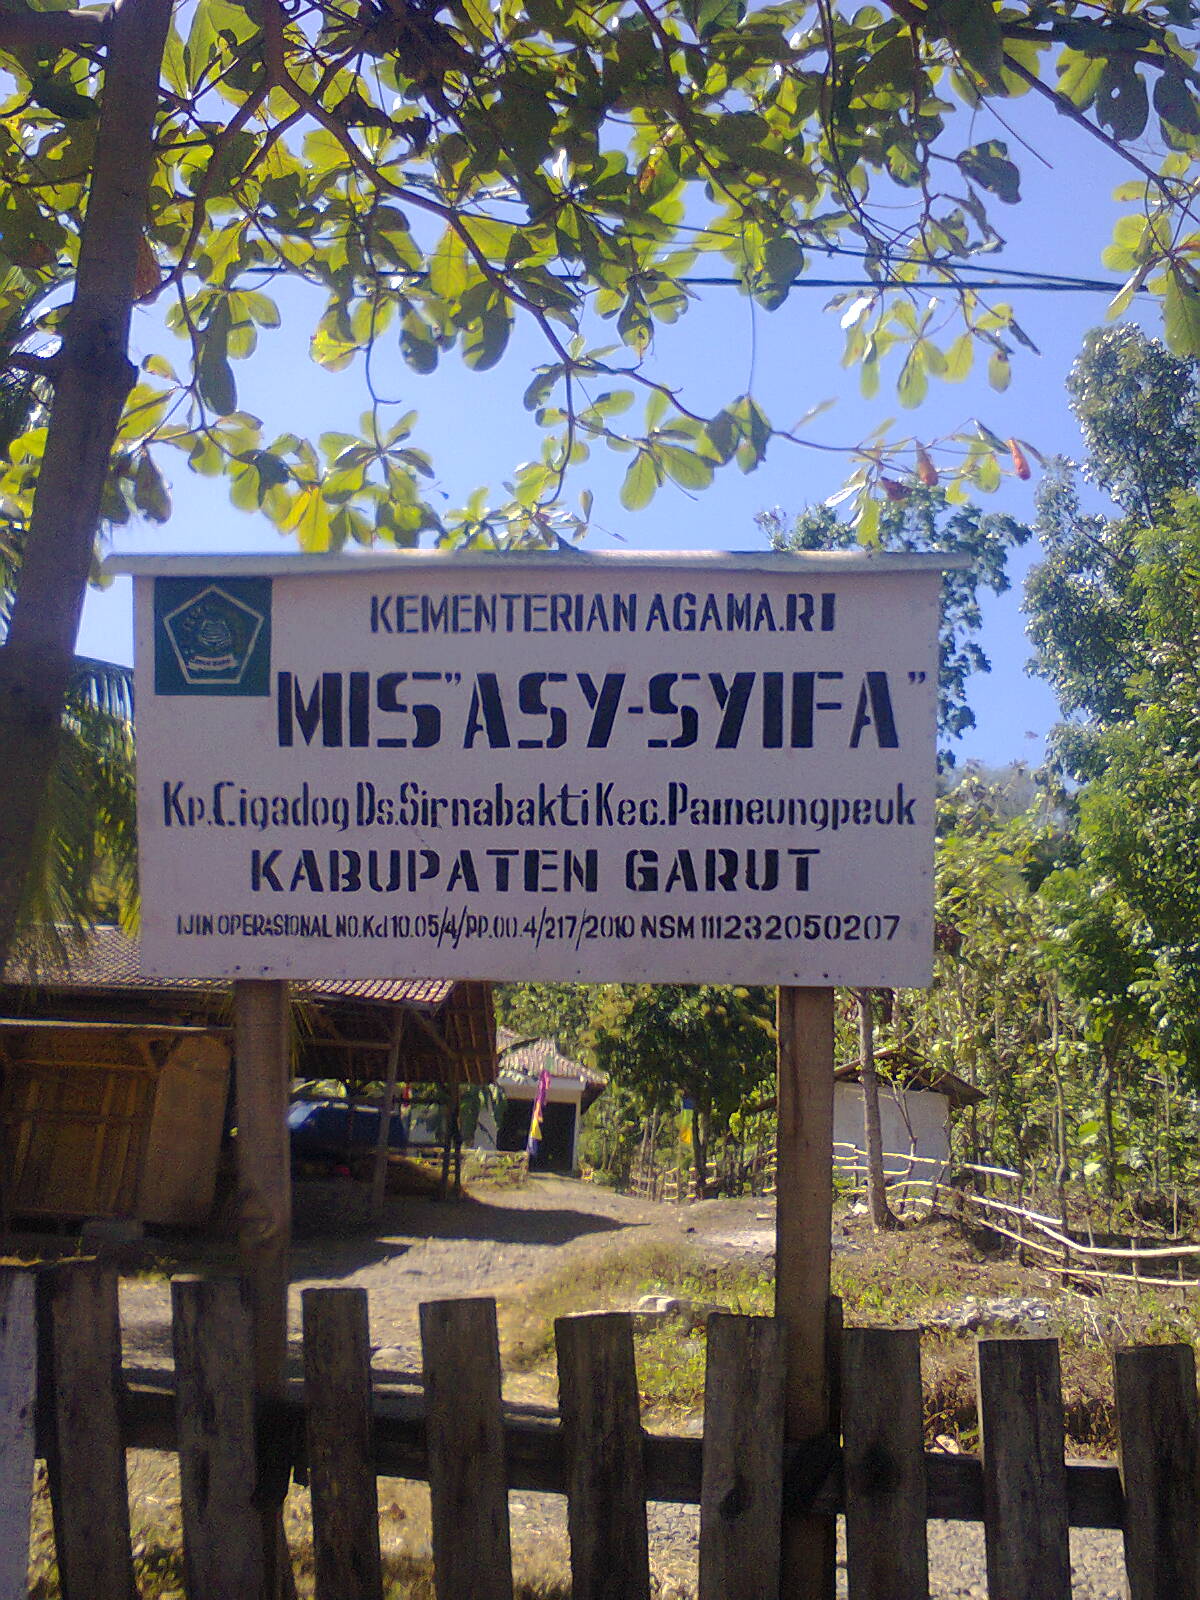 KEMENTERIAN AGAMA.RI
MIS "ASY-SYIFA"
Kp.Cigadog Ds.Sirnabakti Kec.Pameungpeuk
KABUPATEN GARUT
IJIN OPERASIONAL NO.Kd 10.05/4/PP.00.4/217/2010 NSM 111232050207